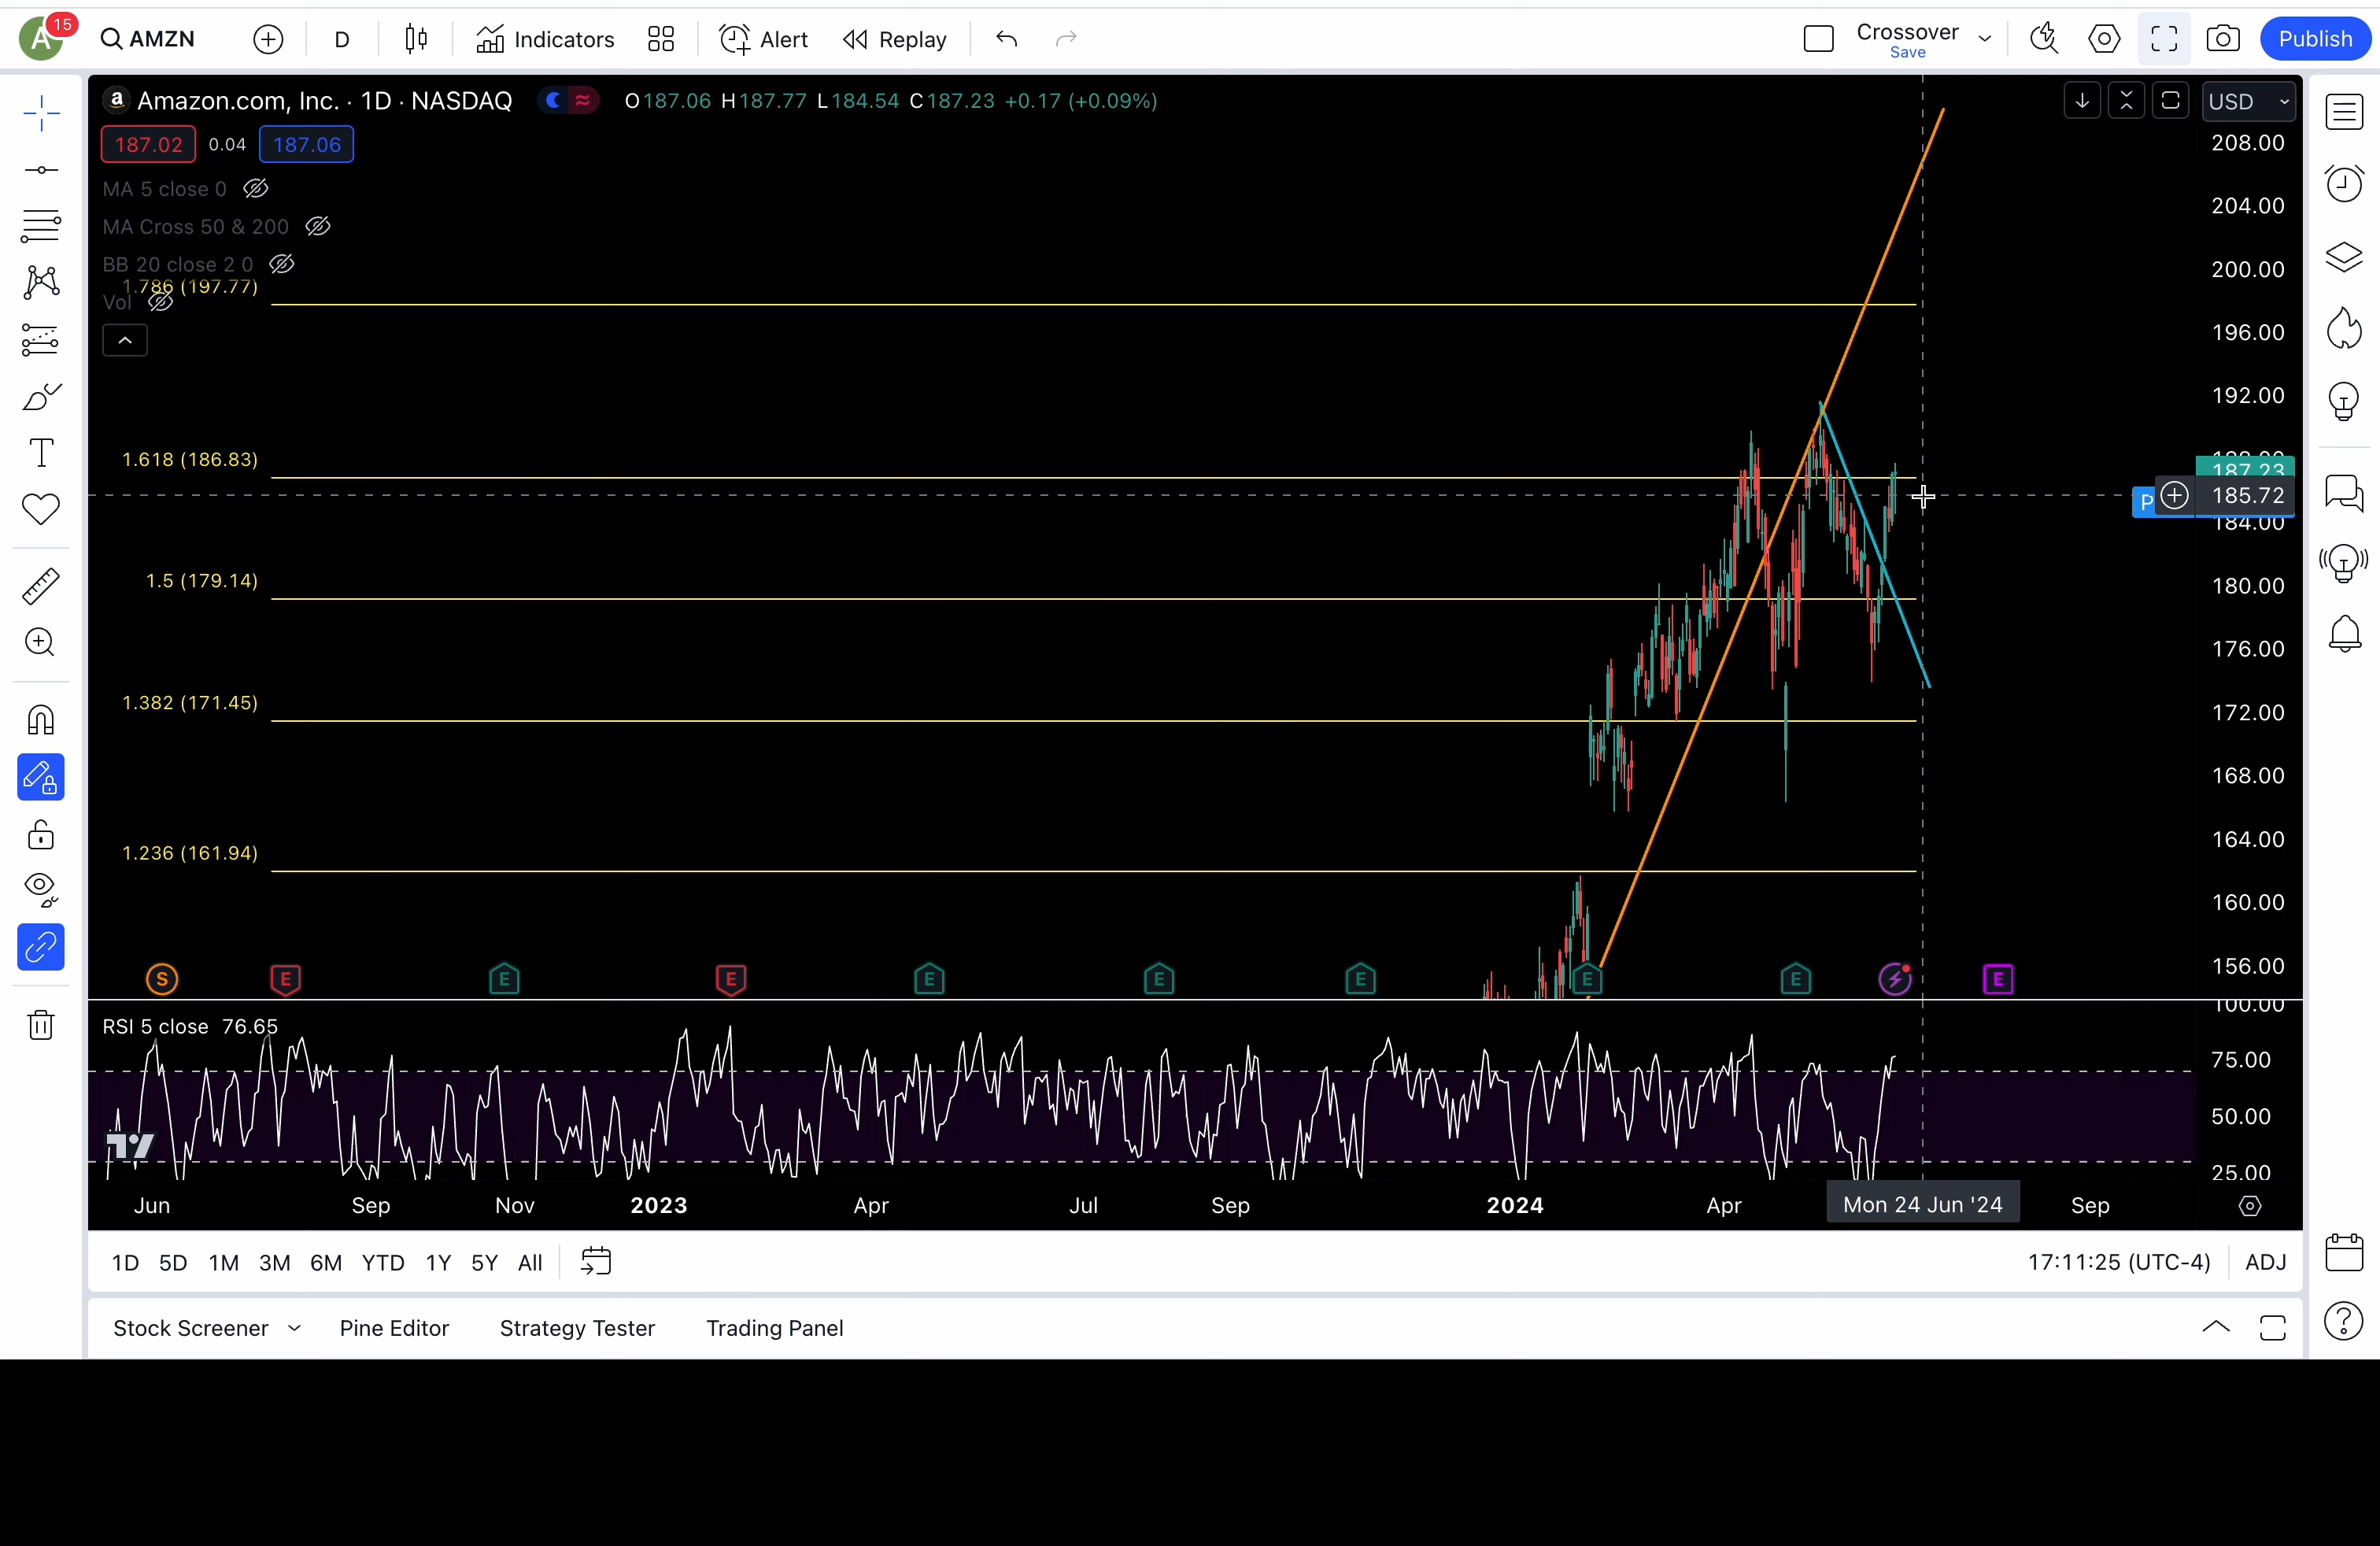 A 15 AMZN D Indicators Alert Replay Crossover Save Publish
a Amazon.com, Inc. · 1D · NASDAQ O187.06 H187.77 L184.54 C187.23 +0.17 (+0.09%) USD
187.02 0.04 187.06
MA 5 close 0
MA Cross 50 & 200
BB 20 close 2 0
1.786 (197.77)
Vol
1.618 (186.83)
1.5 (179.14)
1.382 (171.45)
1.236 (161.94)
208.00
204.00
200.00
196.00
192.00
187.23
P 185.72
184.00
180.00
176.00
172.00
168.00
164.00
160.00
156.00
S E E E E E E E E E
100.00
RSI 5 close 76.65
75.00
50.00
25.00
Jun Sep Nov 2023 Apr Jul Sep 2024 Apr Mon 24 Jun '24 Sep
1D 5D 1M 3M 6M YTD 1Y 5Y All 17:11:25 (UTC-4) ADJ
Stock Screener Pine Editor Strategy Tester Trading Panel